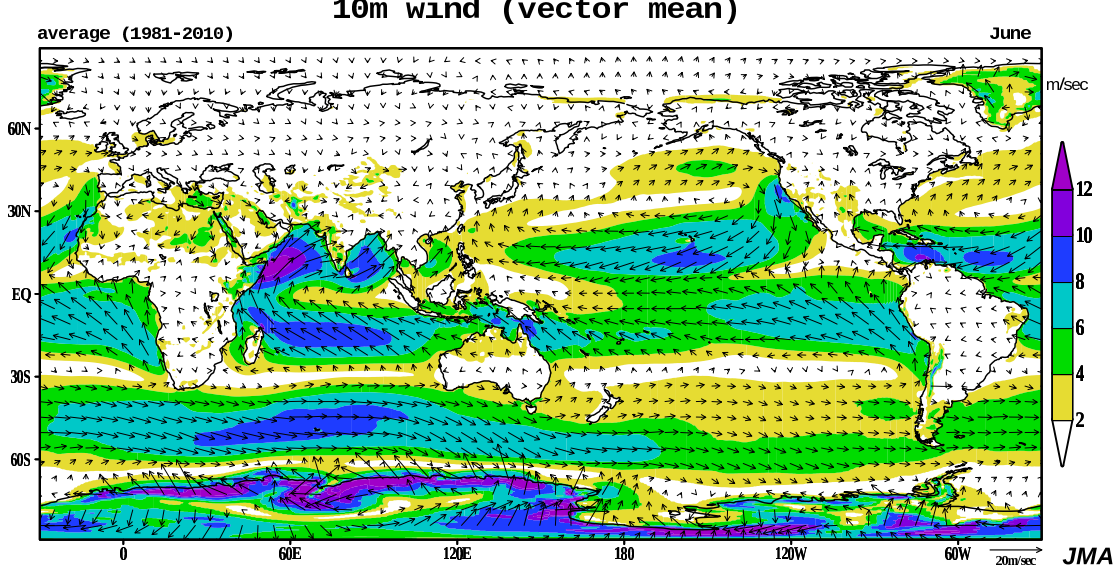 10m wind (vector mean)
average (1981-2010) June
m/sec
60N
30N
EQ
30S
60S
12
10
8
6
4
2
0 60E 120E 180 120W 60W
20m/sec
JMA